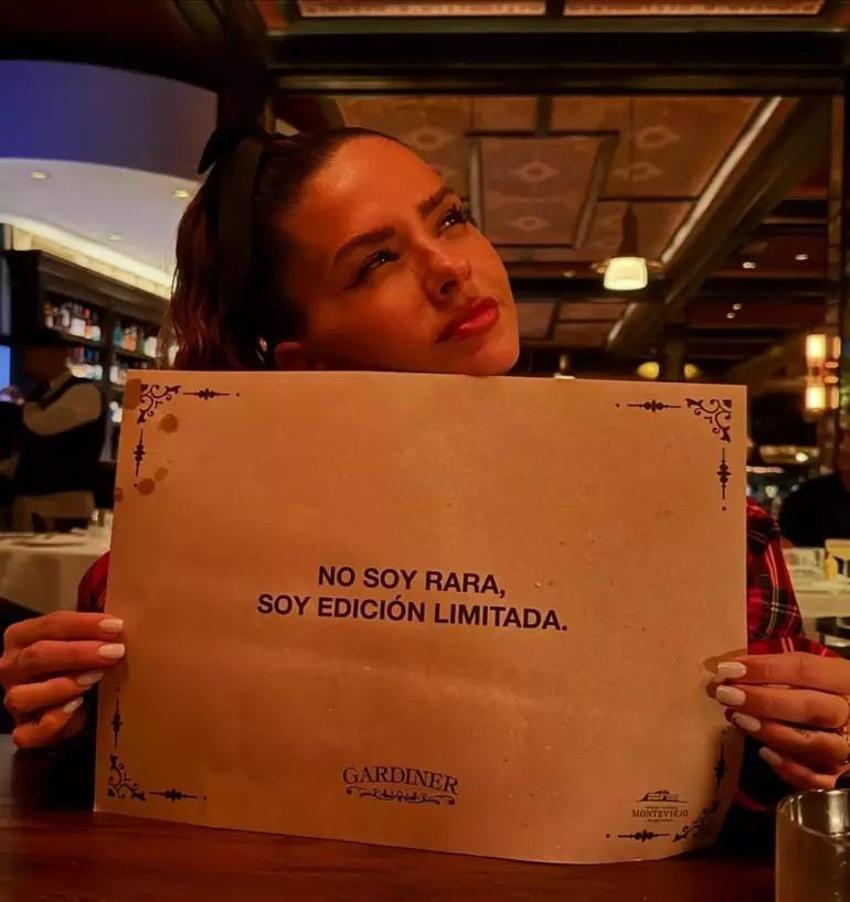 NO SOY RARA,
SOY EDICIÓN LIMITADA.
GARDINER
MONTEVIEJO